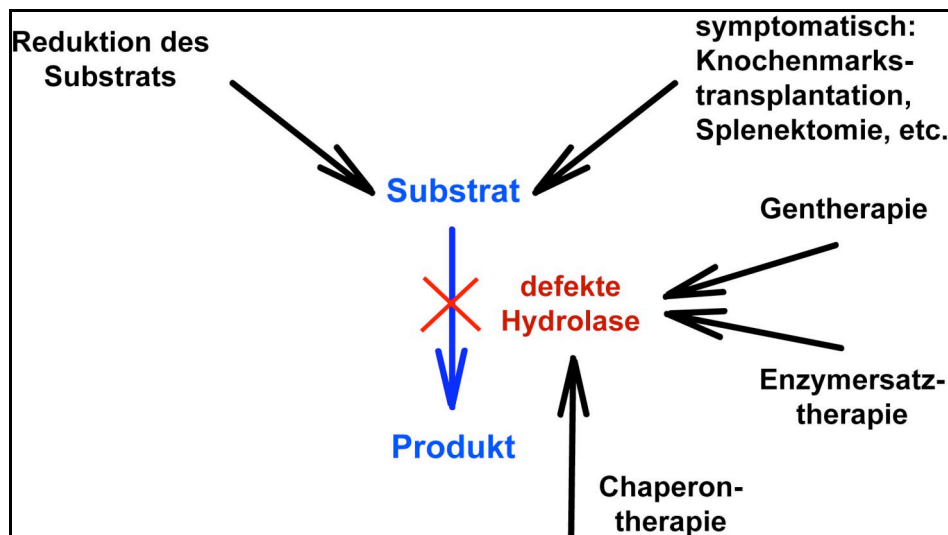 Reduktion des
Substrats
symptomatisch:
Knochenmarks-
transplantation,
Splenektomie, etc.
Substrat
Gentherapie
defekte
Hydrolase
Enzymersatz-
therapie
Produkt
Chaperon-
therapie